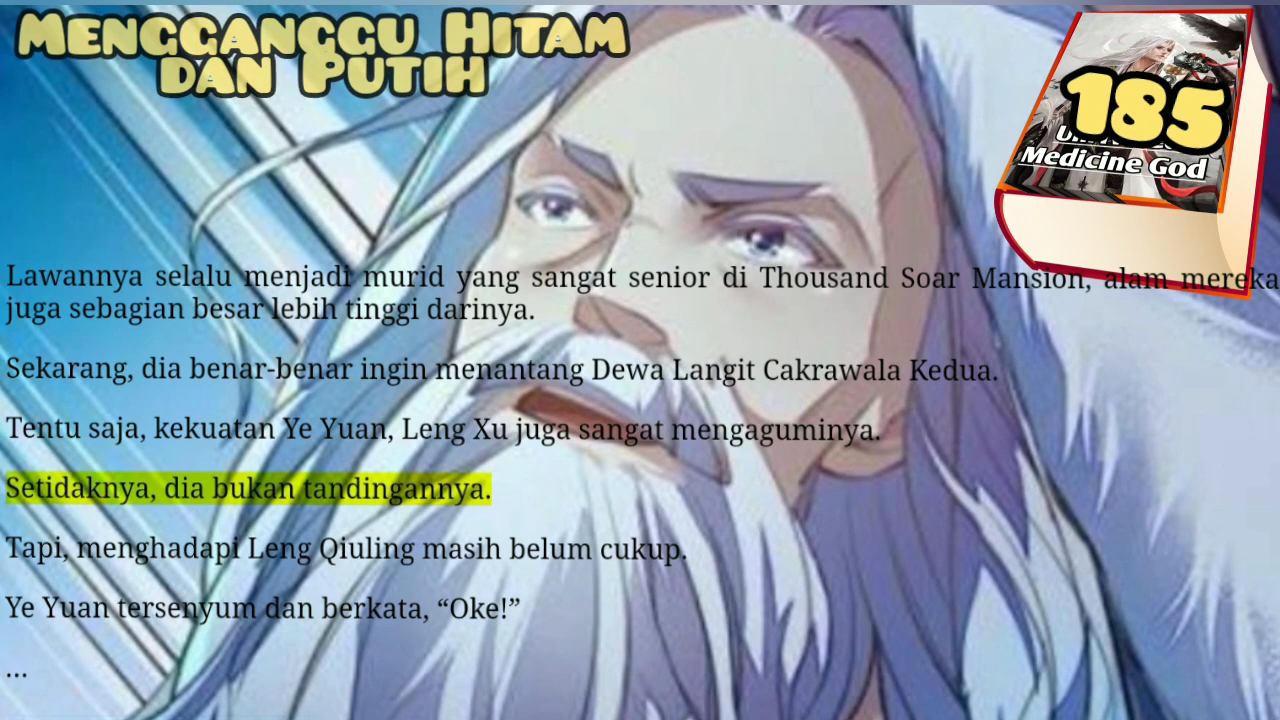 Mengganggu Hitam
dan Putih
185
Medicine God
Lawannya selalu menjadi murid yang sangat senior di Thousand Soar Mansion, alam mereka
juga sebagian besar lebih tinggi darinya.
Sekarang, dia benar-benar ingin menantang Dewa Langit Cakrawala Kedua.
Tentu saja, kekuatan Ye Yuan, Leng Xu juga sangat mengaguminya.
Setidaknya, dia bukan tandingannya.
Tapi, menghadapi Leng Qiuling masih belum cukup.
Ye Yuan tersenyum dan berkata, “Oke!”
...